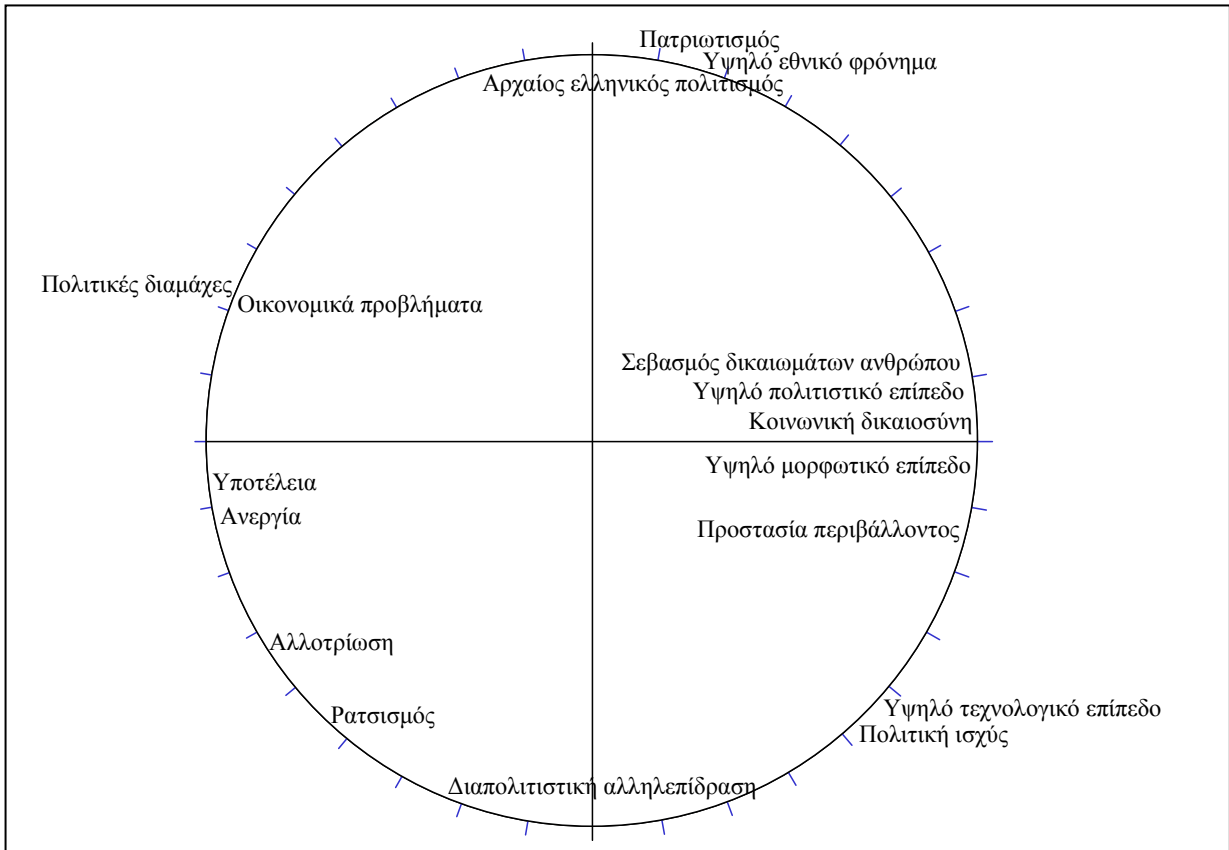 Πατριωτισμός
Υψηλό εθνικό φρόνημα
Αρχαίος ελληνικός πολιτισμός
Πολιτικές διαμάχες
Οικονομικά προβλήματα
Σεβασμός δικαιωμάτων ανθρώπου
Υψηλό πολιτιστικό επίπεδο
Κοινωνική δικαιοσύνη
Υψηλό μορφωτικό επίπεδο
Υποτέλεια
Ανεργία
Προστασία περιβάλλοντος
Αλλοτρίωση
Υψηλό τεχνολογικό επίπεδο
Ρατσισμός
Πολιτική ισχύς
Διαπολιτιστική αλληλεπίδραση